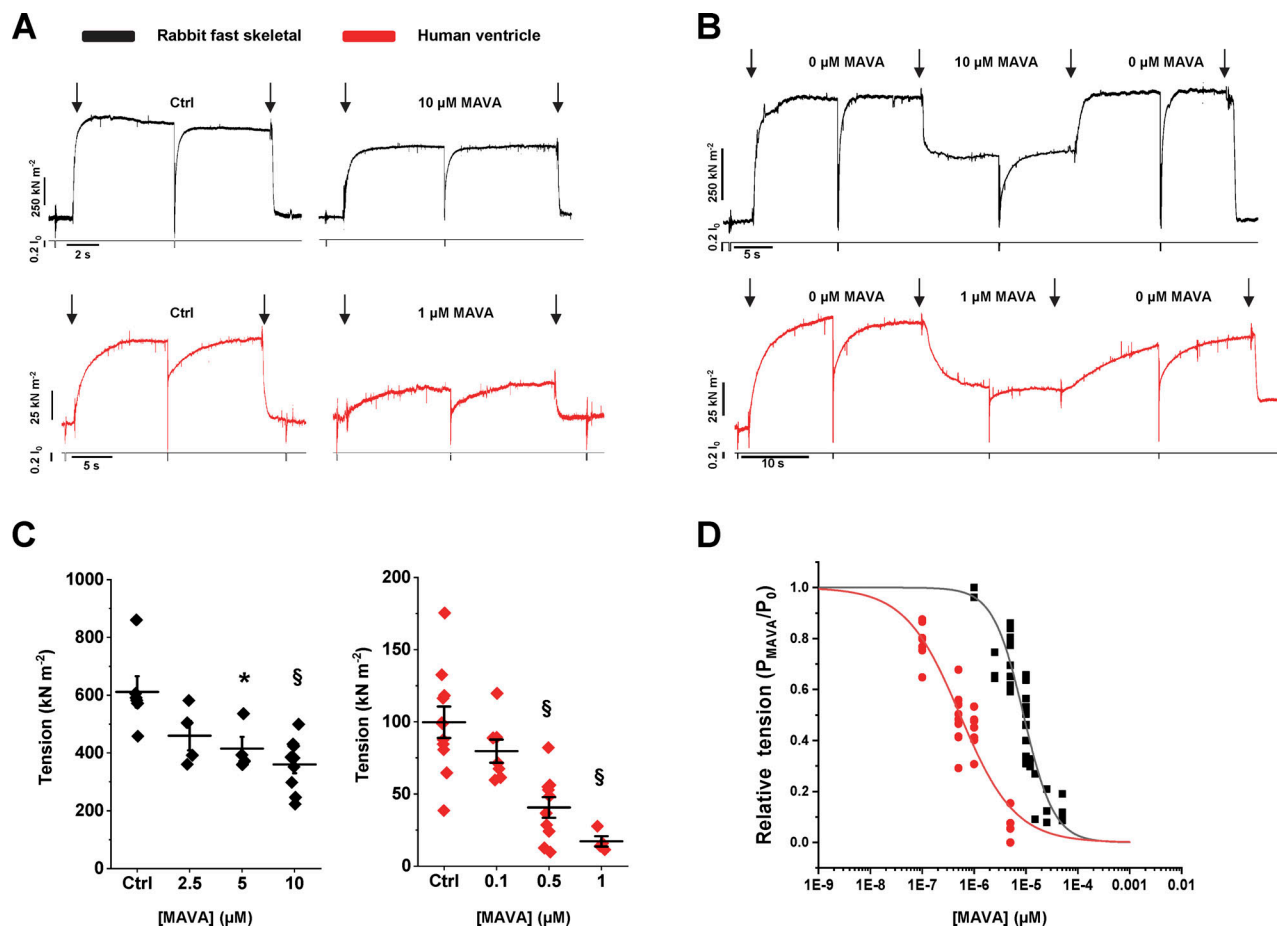 A
Rabbit fast skeletal
Human ventricle
Ctrl
10 µM MAVA
250 kN m⁻²
0.2 l₀
2 s
Ctrl
1 µM MAVA
25 kN m⁻²
0.2 l₀
5 s
B
0 µM MAVA
10 µM MAVA
0 µM MAVA
250 kN m⁻²
0.2 l₀
5 s
0 µM MAVA
1 µM MAVA
0 µM MAVA
25 kN m⁻²
0.2 l₀
10 s
C
Tension (kN m⁻²)
1000
800
600
400
200
0
*
§
Ctrl
2.5
5
10
[MAVA] (µM)
Tension (kN m⁻²)
200
150
100
50
0
§
§
Ctrl
0.1
0.5
1
[MAVA] (µM)
D
Relative tension (P_MAVA/P₀)
1.0
0.8
0.6
0.4
0.2
0.0
1E-9
1E-8
1E-7
1E-6
1E-5
1E-4
0.001
0.01
[MAVA] (µM)